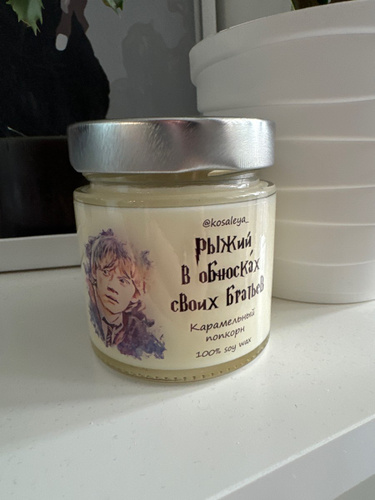 @kosaleya_
Рыжий
в обносках
своих братьев
Карамельный
попкорн
100% soy wax